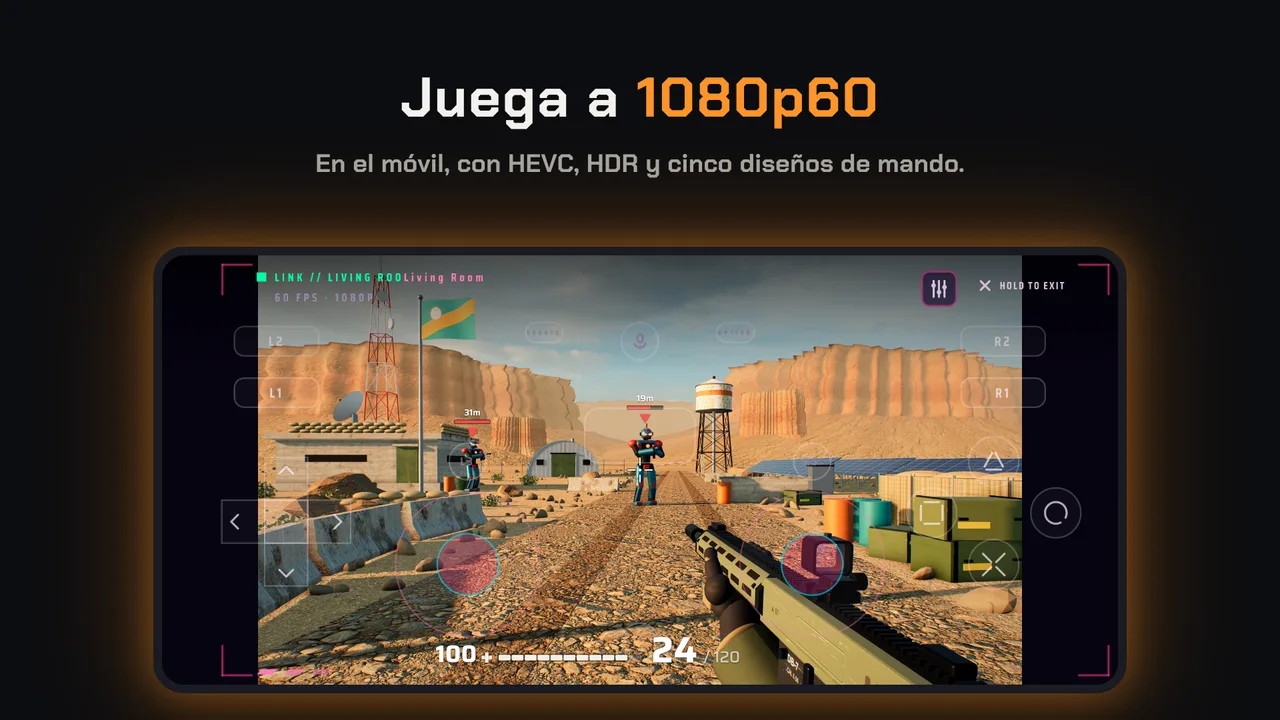 Juega a 1080p60
En el móvil, con HEVC, HDR y cinco diseños de mando.
LINK // LIVING ROOLiving Room
60 FPS · 1080P
HOLD TO EXIT
L2
R2
L1
R1
19m
31m
100
24 / 120